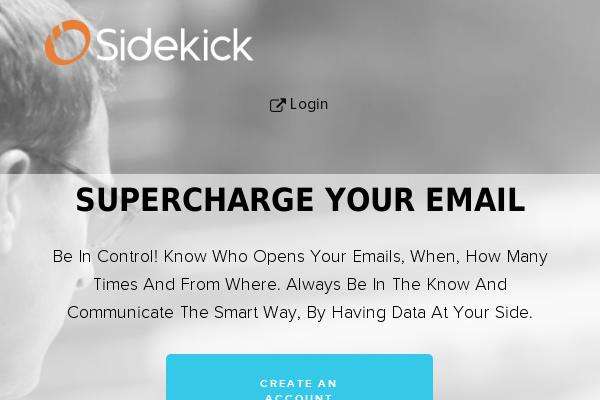 Sidekick
Login
SUPERCHARGE YOUR EMAIL
Be In Control! Know Who Opens Your Emails, When, How Many
Times And From Where. Always Be In The Know And
Communicate The Smart Way, By Having Data At Your Side.
CREATE AN
ACCOUNT